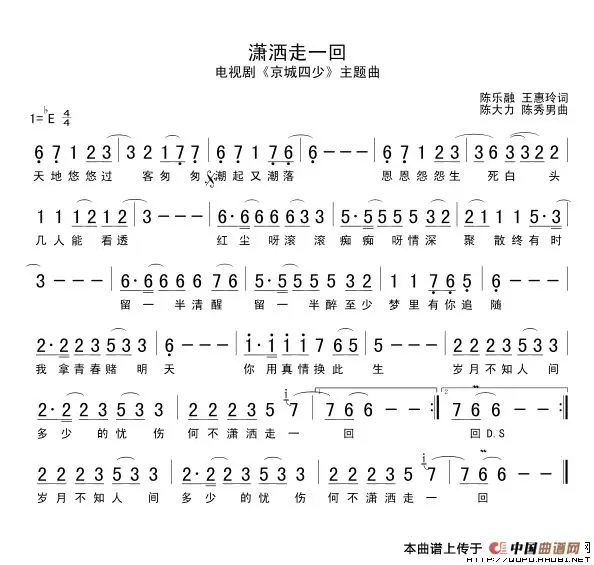 潇洒走一回
电视剧《京城四少》主题曲
陈乐融 王惠玲词
陈大力 陈秀男曲
1=♭E 4/4
6 7 1 2 3 | 3 2 1 7 7 | 6 7 1 7 6 | 6 - - - | 6 7 1 2 3 | 3 6 3 3 2 |
天地悠悠过 客匆匆潮起又潮落 恩恩怨怨生 死白头
1 1 1 2 1 2 | 3 - - - | 6· 6 6 6 6 3 3 | 5· 5 5 5 3 2 | 2 1 1 1 5· 3 |
几人能看透 红尘呀滚滚 痴痴呀情深 聚散终有时
3 - - - | 6· 6 6 6 7 6 | 5· 5 5 5 3 2 | 1 1 7 6 5 |
留一半清醒 留一半醉至少 梦里有你追随
2· 2 2 3 5 3 | 6 - - - | 1· 1 1 1 7 6 5 | 3 - - - | 2 2 2 3 5 3 3 |
我拿青春赌明天 你用真情换此生 岁月不知人间
2· 2 2 3 5 3 3 | 2 2 2 3 5 7 | 7 6 6 | 6 - - - :| 7 6 6 | 6 - - - :|
多少的忧伤 何不潇洒走一回 回D.S
2 2 2 3 5 3 3 | 2· 2 2 3 5 3 3 | 2 2 2 3 5 7 | 7 6 6 - | 6 - - - ‖
岁月不知人间 多少的忧伤 何不潇洒走一回
本曲谱上传于 中国曲谱网